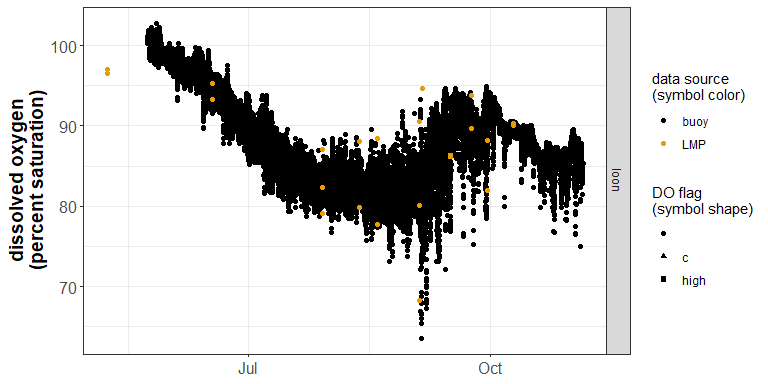 dissolved oxygen
(percent saturation)
100
90
80
70
Jul
Oct
loon
data source
(symbol color)
buoy
LMP
DO flag
(symbol shape)
c
high